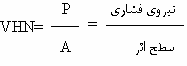 VHN = P / A = نیروی فشاری / سطح اثر